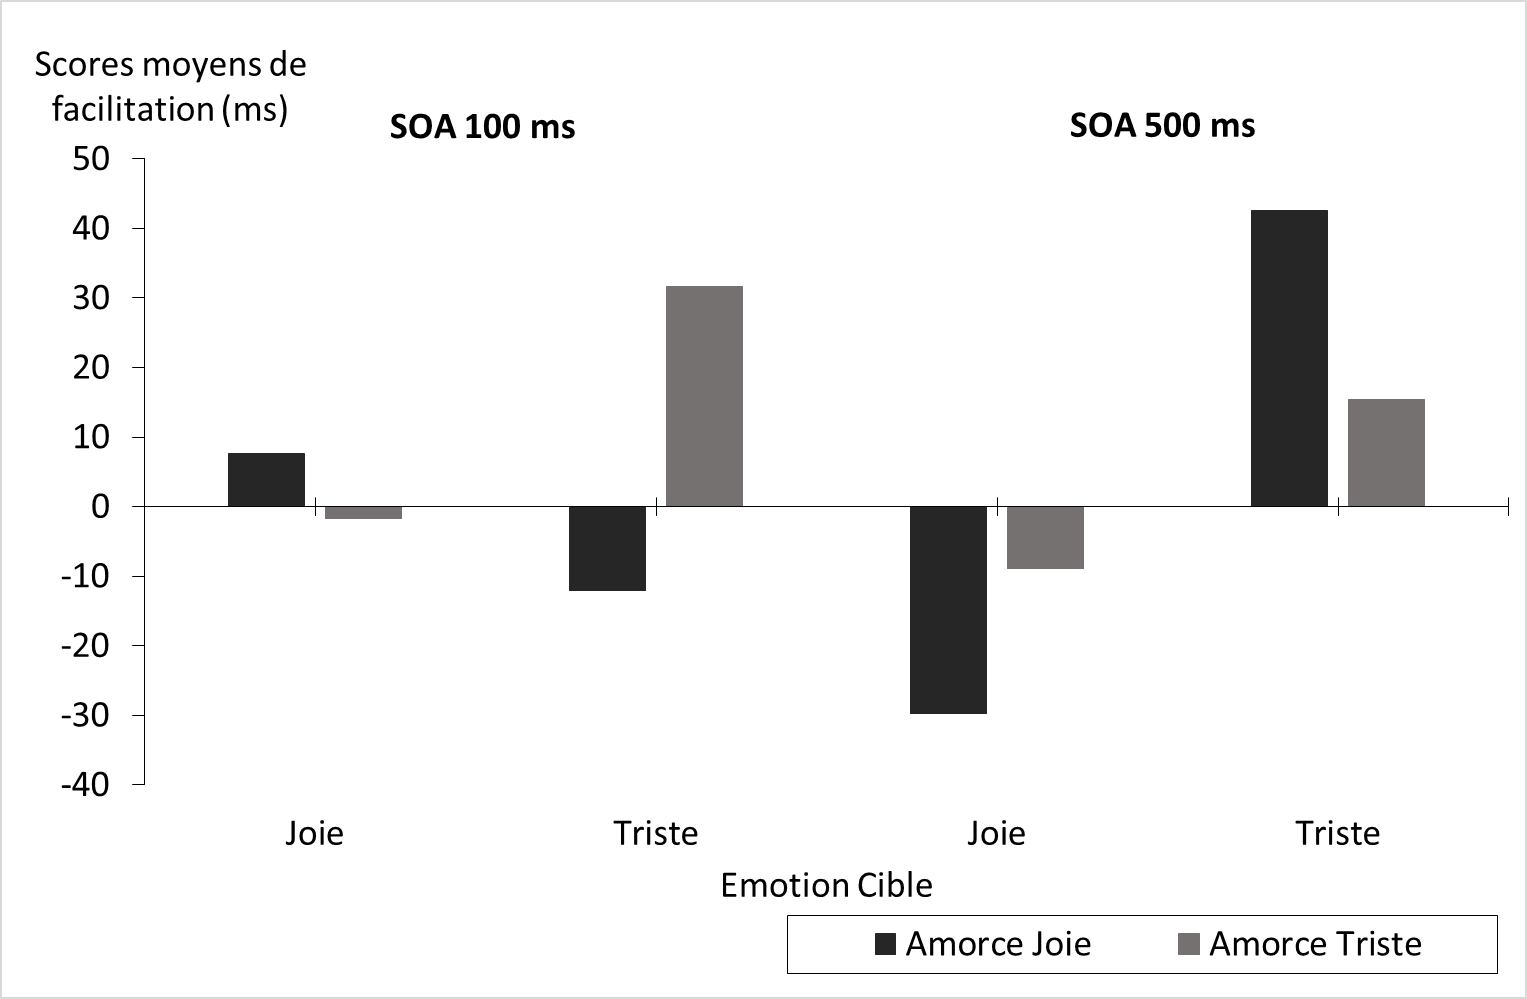 Scores moyens de
facilitation (ms)
SOA 100 ms
SOA 500 ms
50
40
30
20
10
0
-10
-20
-30
-40
Joie
Triste
Joie
Triste
Emotion Cible
Amorce Joie
Amorce Triste